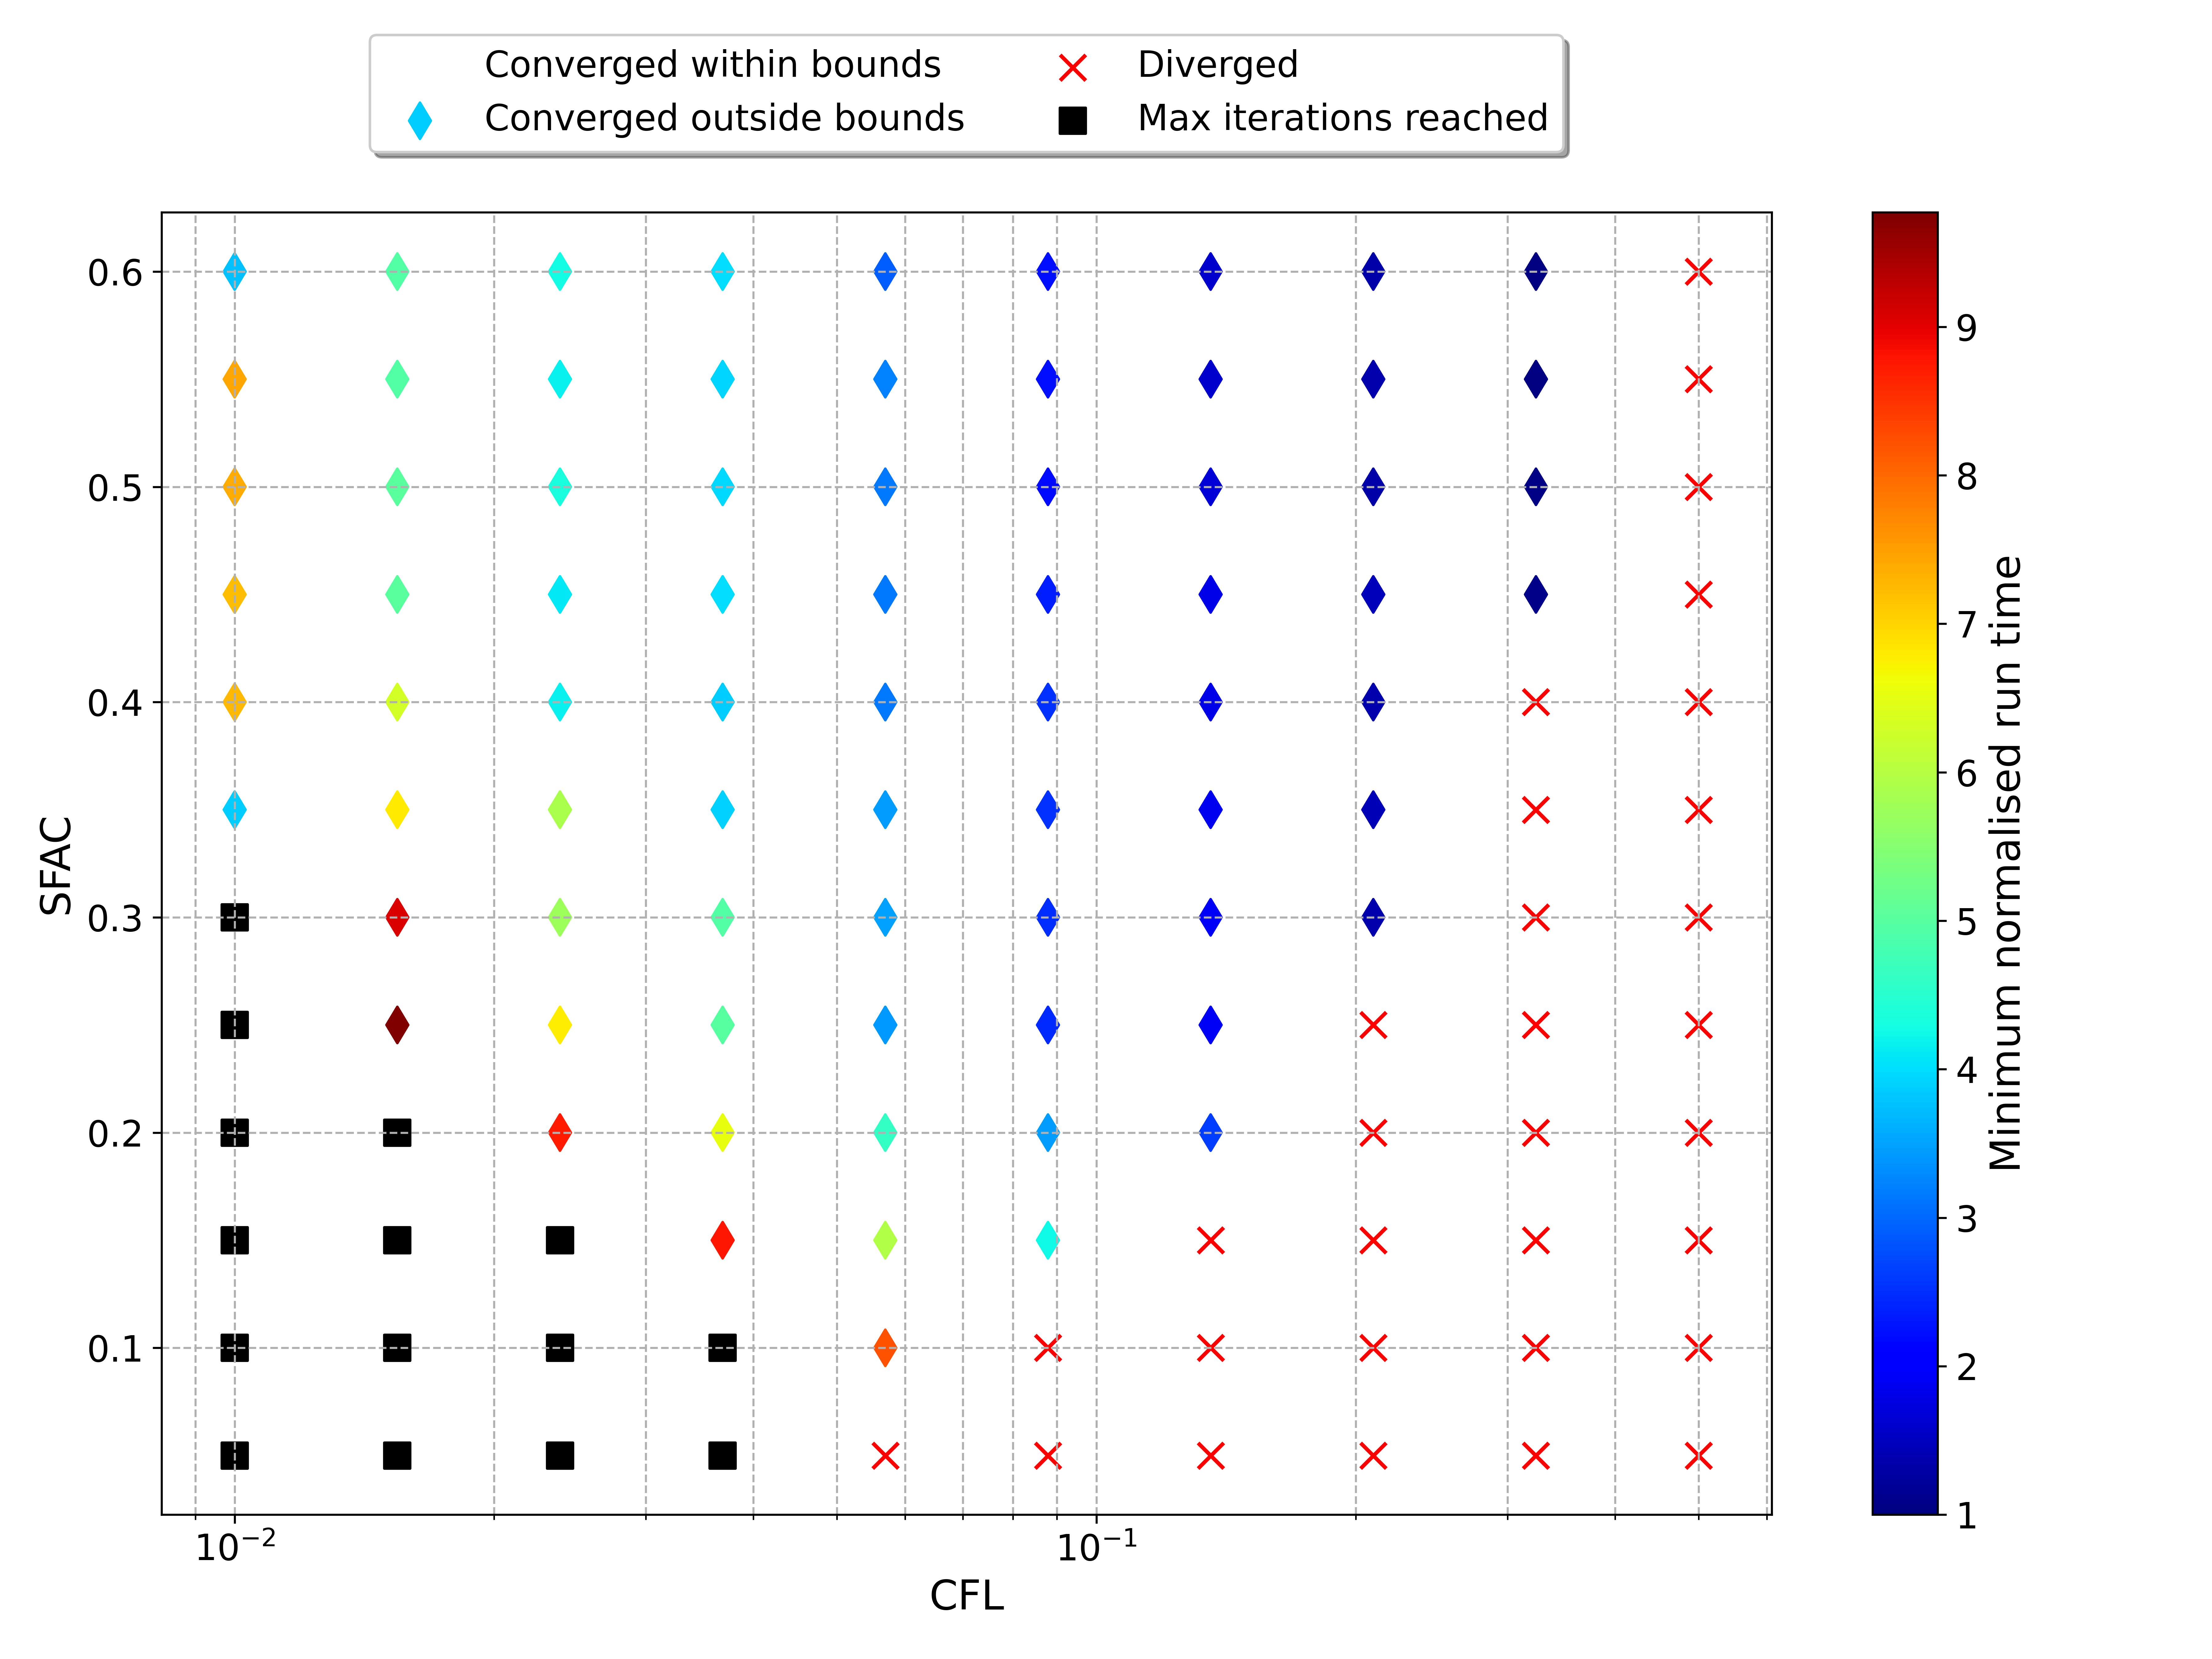 Converged within bounds
Converged outside bounds
Diverged
Max iterations reached
0.6
0.5
0.4
0.3
0.2
0.1
SFAC
10⁻²
10⁻¹
CFL
9
8
7
6
5
4
3
2
1
Minimum normalised run time